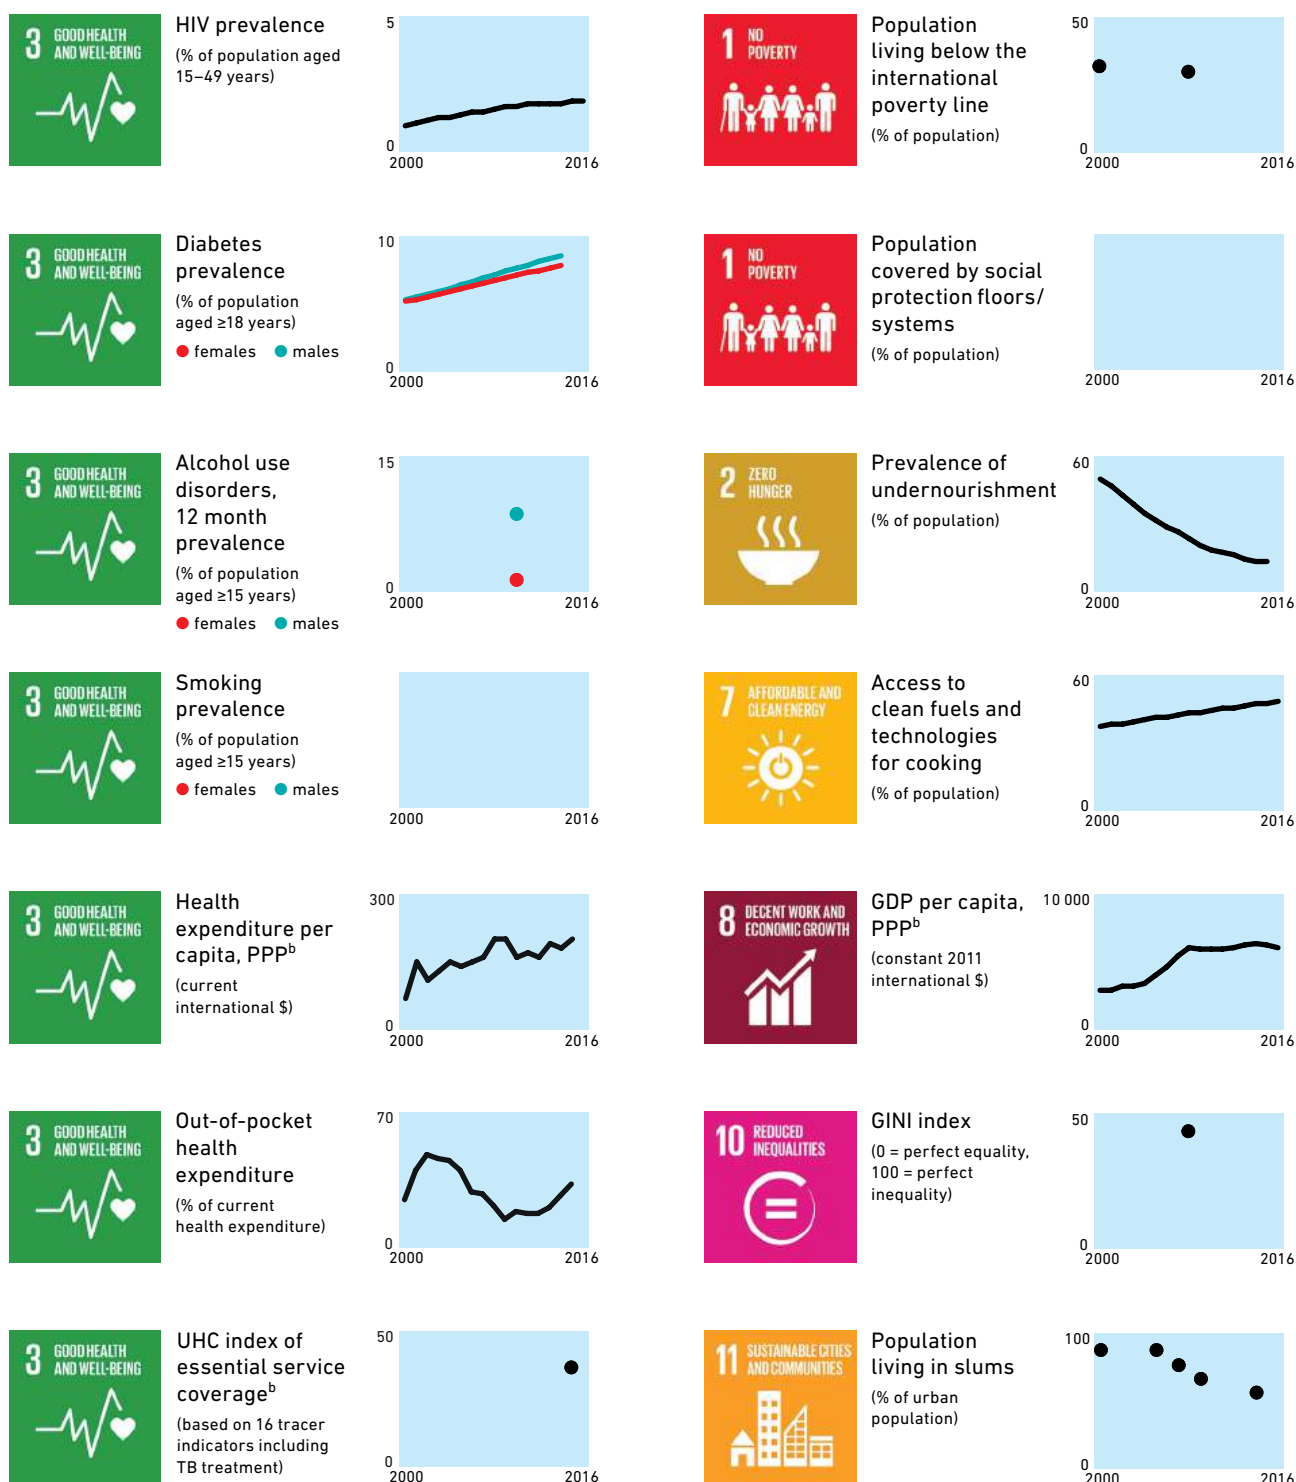 3 GOOD HEALTH
AND WELL-BEING
HIV prevalence
(% of population aged
15–49 years)
5
0
2000 2016
1 NO
POVERTY
Population
living below the
international
poverty line
(% of population)
50
0
2000 2016
3 GOOD HEALTH
AND WELL-BEING
Diabetes
prevalence
(% of population
aged ≥18 years)
females males
10
0
2000 2016
1 NO
POVERTY
Population
covered by social
protection floors/
systems
(% of population)
2000 2016
3 GOOD HEALTH
AND WELL-BEING
Alcohol use
disorders,
12 month
prevalence
(% of population
aged ≥15 years)
females males
15
0
2000 2016
2 ZERO
HUNGER
Prevalence of
undernourishment
(% of population)
60
0
2000 2016
3 GOOD HEALTH
AND WELL-BEING
Smoking
prevalence
(% of population
aged ≥15 years)
females males
2000 2016
7 AFFORDABLE AND
CLEAN ENERGY
Access to
clean fuels and
technologies
for cooking
(% of population)
60
0
2000 2016
3 GOOD HEALTH
AND WELL-BEING
Health
expenditure per
capita, PPPb
(current
international $)
300
0
2000 2016
8 DECENT WORK AND
ECONOMIC GROWTH
GDP per capita,
PPPb
(constant 2011
international $)
10 000
0
2000 2016
3 GOOD HEALTH
AND WELL-BEING
Out-of-pocket
health
expenditure
(% of current
health expenditure)
70
0
2000 2016
10 REDUCED
INEQUALITIES
GINI index
(0 = perfect equality,
100 = perfect
inequality)
50
0
2000 2016
3 GOOD HEALTH
AND WELL-BEING
UHC index of
essential service
coverageb
(based on 16 tracer
indicators including
TB treatment)
50
0
2000 2016
11 SUSTAINABLE CITIES
AND COMMUNITIES
Population
living in slums
(% of urban
population)
100
0
2000 2016